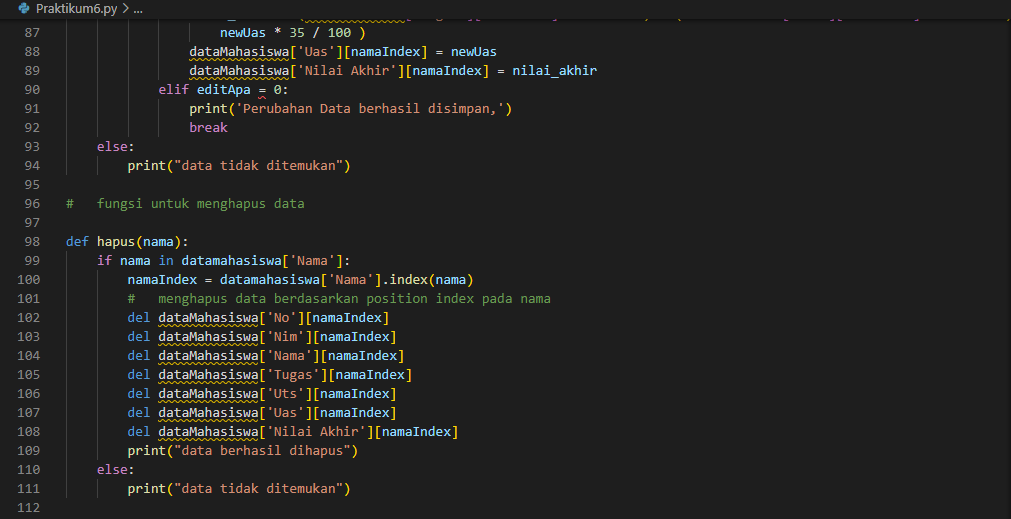 Praktikum6.py > ...
87 newUas * 35 / 100 )
88 dataMahasiswa['Uas'][namaIndex] = newUas
89 dataMahasiswa['Nilai Akhir'][namaIndex] = nilai_akhir
90 elif editApa = 0:
91 print('Perubahan Data berhasil disimpan,')
92 break
93 else:
94 print("data tidak ditemukan")
95
96 #   fungsi untuk menghapus data
97
98 def hapus(nama):
99 if nama in datamahasiswa['Nama']:
100 namaIndex = datamahasiswa['Nama'].index(nama)
101 #   menghapus data berdasarkan position index pada nama
102 del dataMahasiswa['No'][namaIndex]
103 del dataMahasiswa['Nim'][namaIndex]
104 del dataMahasiswa['Nama'][namaIndex]
105 del dataMahasiswa['Tugas'][namaIndex]
106 del dataMahasiswa['Uts'][namaIndex]
107 del dataMahasiswa['Uas'][namaIndex]
108 del dataMahasiswa['Nilai Akhir'][namaIndex]
109 print("data berhasil dihapus")
110 else:
111 print("data tidak ditemukan")
112